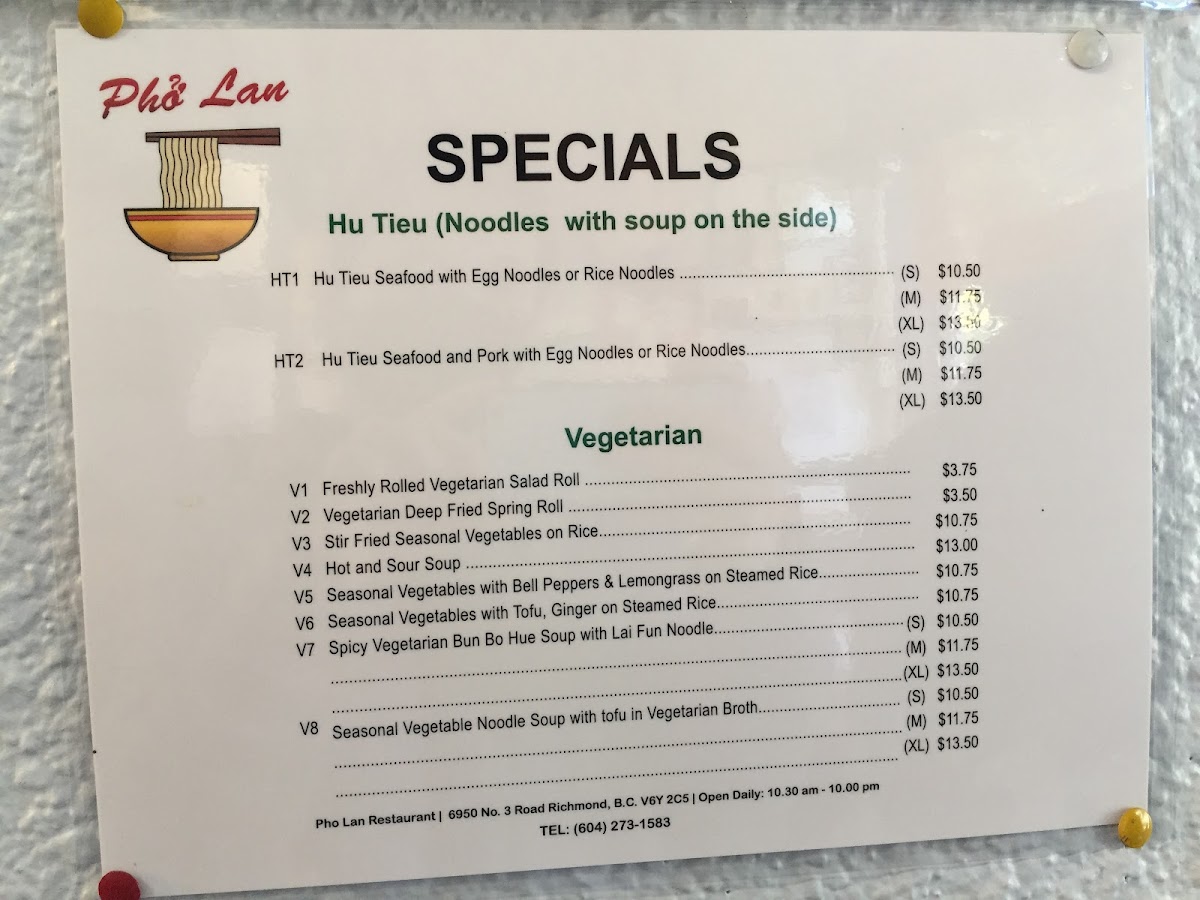 Phở Lan
SPECIALS
Hu Tieu (Noodles with soup on the side)
HT1 Hu Tieu Seafood with Egg Noodles or Rice Noodles ........................................ (S) $10.50
(M) $11.75
(XL) $13.50
HT2 Hu Tieu Seafood and Pork with Egg Noodles or Rice Noodles................................ (S) $10.50
(M) $11.75
(XL) $13.50
Vegetarian
V1 Freshly Rolled Vegetarian Salad Roll ........................................ $3.75
V2 Vegetarian Deep Fried Spring Roll ........................................ $3.50
V3 Stir Fried Seasonal Vegetables on Rice........................................ $10.75
V4 Hot and Sour Soup ........................................ $13.00
V5 Seasonal Vegetables with Bell Peppers & Lemongrass on Steamed Rice.................... $10.75
V6 Seasonal Vegetables with Tofu, Ginger on Steamed Rice........................................ $10.75
V7 Spicy Vegetarian Bun Bo Hue Soup with Lai Fun Noodle........................................ (S) $10.50
........................................ (M) $11.75
........................................ (XL) $13.50
V8 Seasonal Vegetable Noodle Soup with tofu in Vegetarian Broth................................ (S) $10.50
........................................ (M) $11.75
........................................ (XL) $13.50
Pho Lan Restaurant | 6950 No. 3 Road Richmond, B.C. V6Y 2C5 | Open Daily: 10.30 am - 10.00 pm
TEL: (604) 273-1583